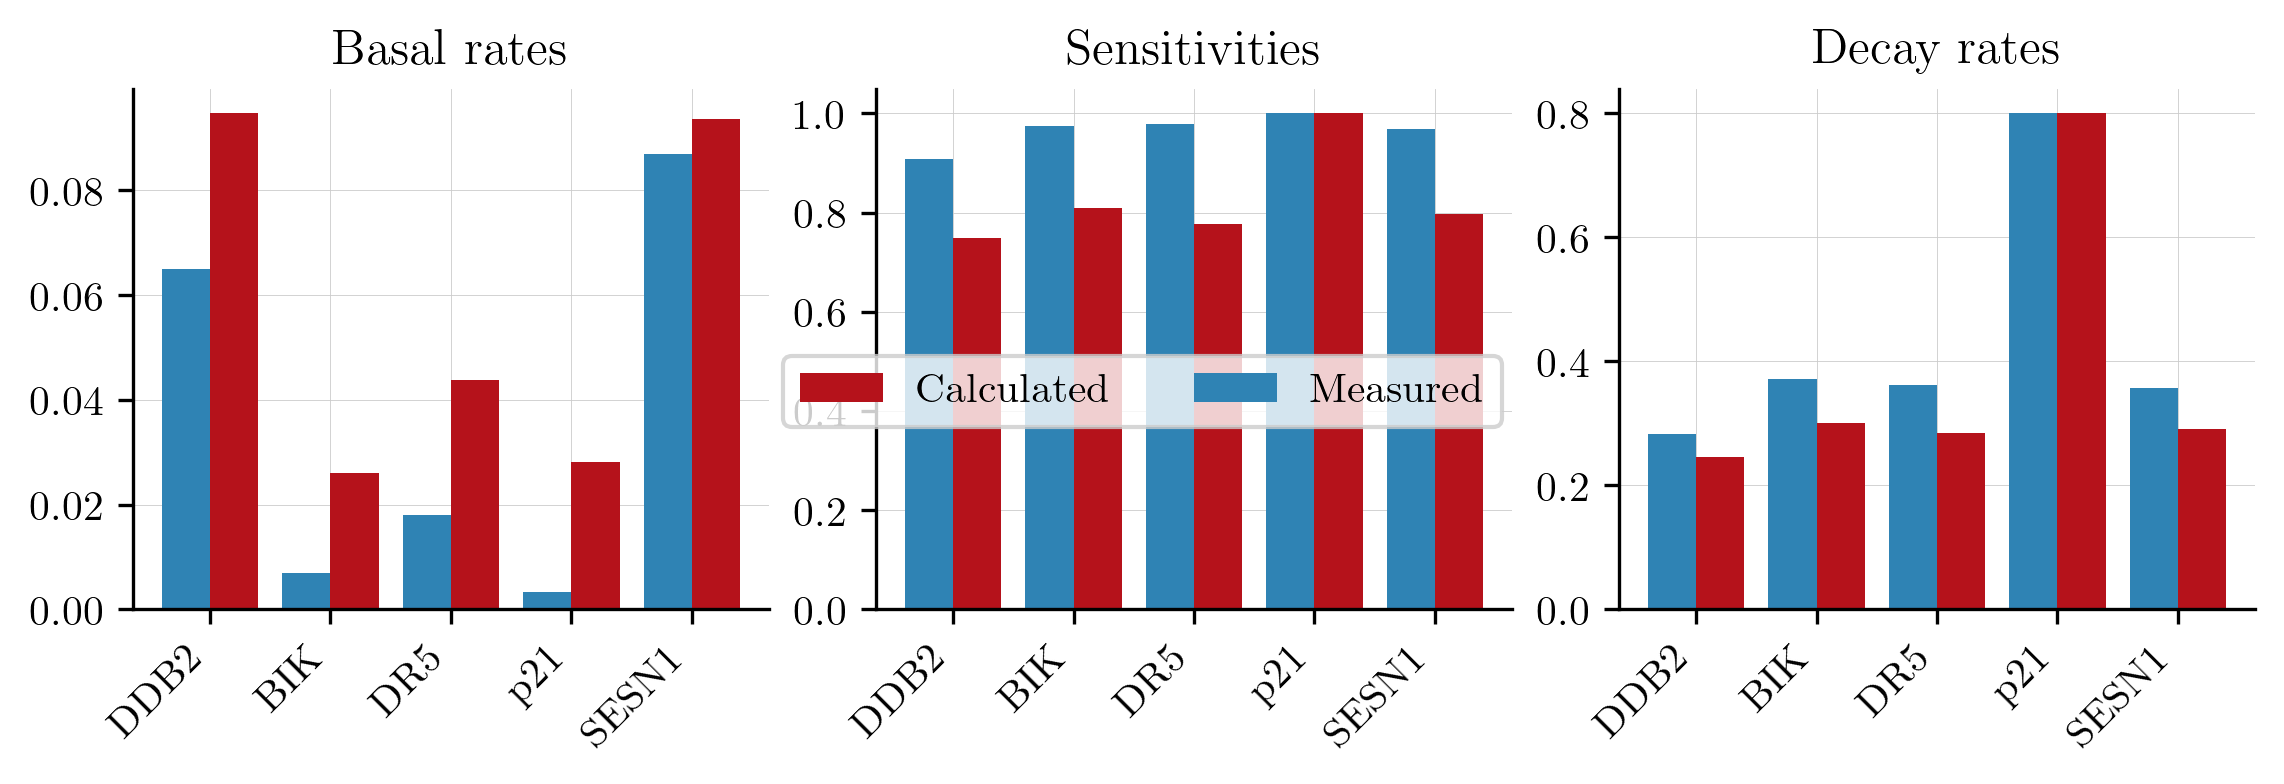 Basal rates
0.08
0.06
0.04
0.02
0.00
DDB2
BIK
DR5
p21
SESN1
Sensitivities
1.0
0.8
0.6
0.4
0.2
0.0
DDB2
BIK
DR5
p21
SESN1
Calculated
Measured
Decay rates
0.8
0.6
0.4
0.2
0.0
DDB2
BIK
DR5
p21
SESN1